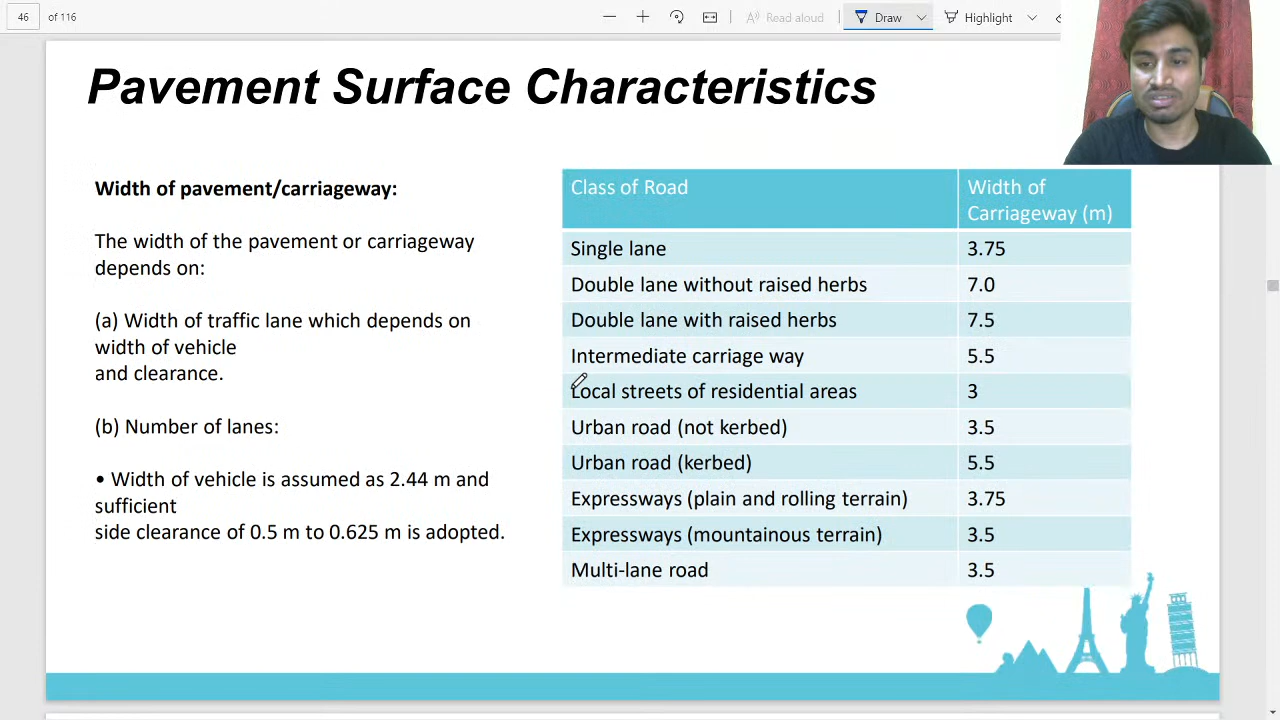 46 of 116
Read aloud
Draw
Highlight
Pavement Surface Characteristics
Width of pavement/carriageway:
The width of the pavement or carriageway
depends on:
(a) Width of traffic lane which depends on
width of vehicle
and clearance.
(b) Number of lanes:
• Width of vehicle is assumed as 2.44 m and
sufficient
side clearance of 0.5 m to 0.625 m is adopted.
Class of Road Width of
Carriageway (m)
Single lane 3.75
Double lane without raised herbs 7.0
Double lane with raised herbs 7.5
Intermediate carriage way 5.5
Local streets of residential areas 3
Urban road (not kerbed) 3.5
Urban road (kerbed) 5.5
Expressways (plain and rolling terrain) 3.75
Expressways (mountainous terrain) 3.5
Multi-lane road 3.5